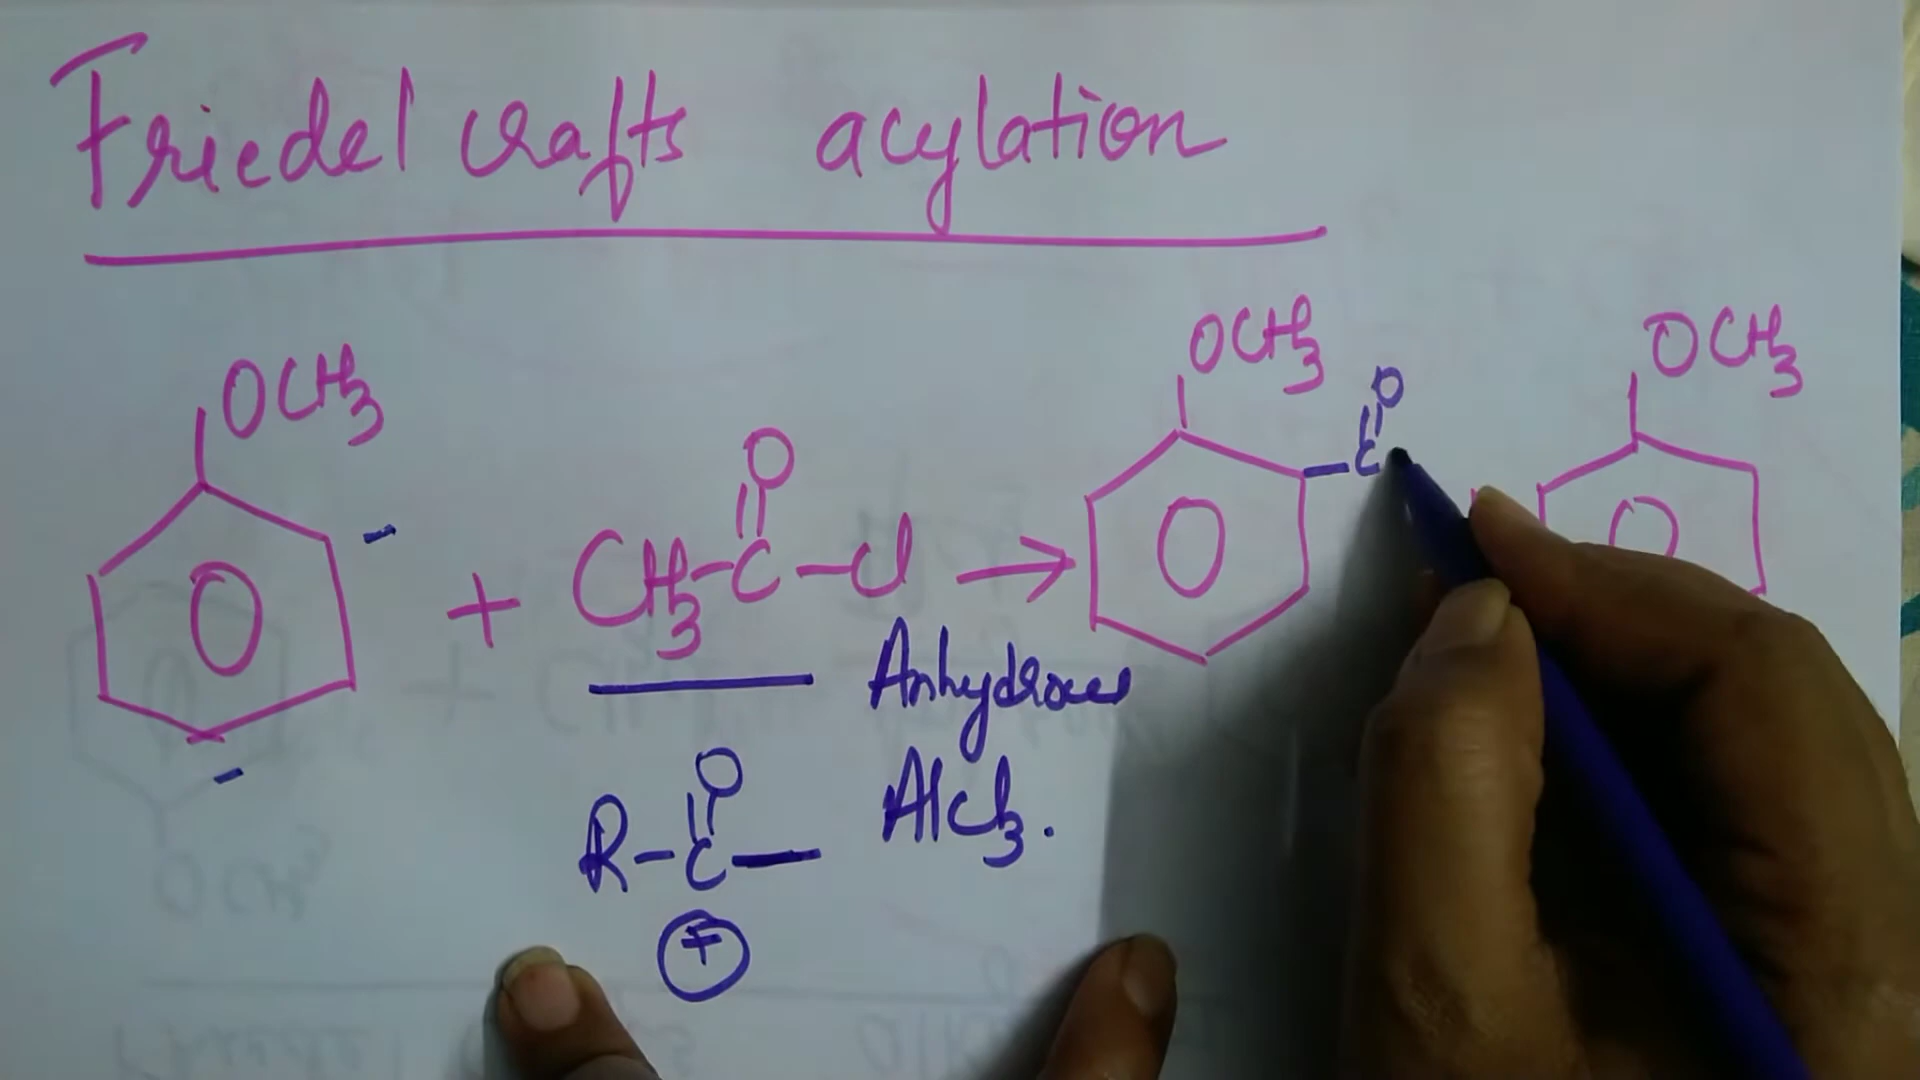 Friedel crafts acylation
OCH3
OCH3
OCH3
O
O
CH3-C-Cl
C
+
→
Anhydrous
AlCl3.
O
R-C-
+